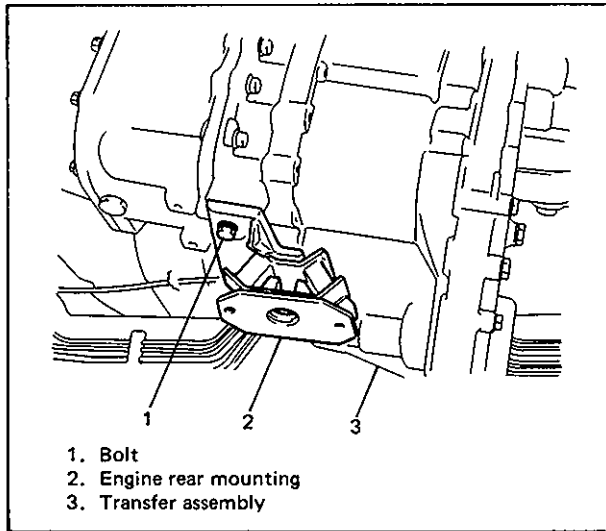 1 2 3
1. Bolt
2. Engine rear mounting
3. Transfer assembly